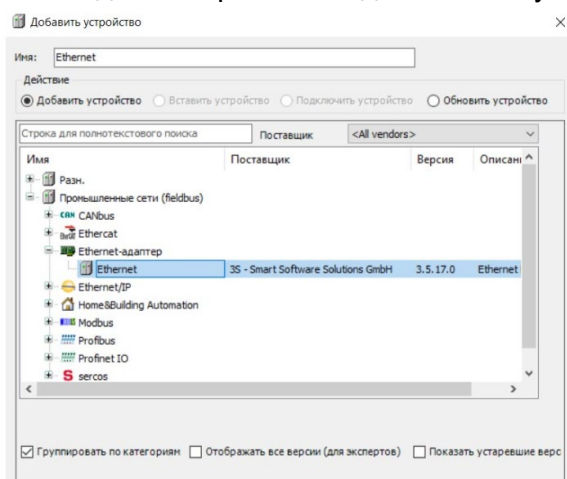 Добавить устройство
Имя: Ethernet
Действие
Добавить устройство Вставить устройство Подключить устройство Обновить устройство
Строка для полнотекстового поиска Поставщик <All vendors>
Имя Поставщик Версия Описани
Разн.
Промышленные сети (fieldbus)
CAN CANbus
Ethercat
Ethernet-адаптер
Ethernet 3S - Smart Software Solutions GmbH 3.5.17.0 Ethernet
Ethernet/IP
Home&Building Automation
Modbus
Profibus
Profinet IO
sercos
Группировать по категориям Отображать все версии (для экспертов) Показать устаревшие верс